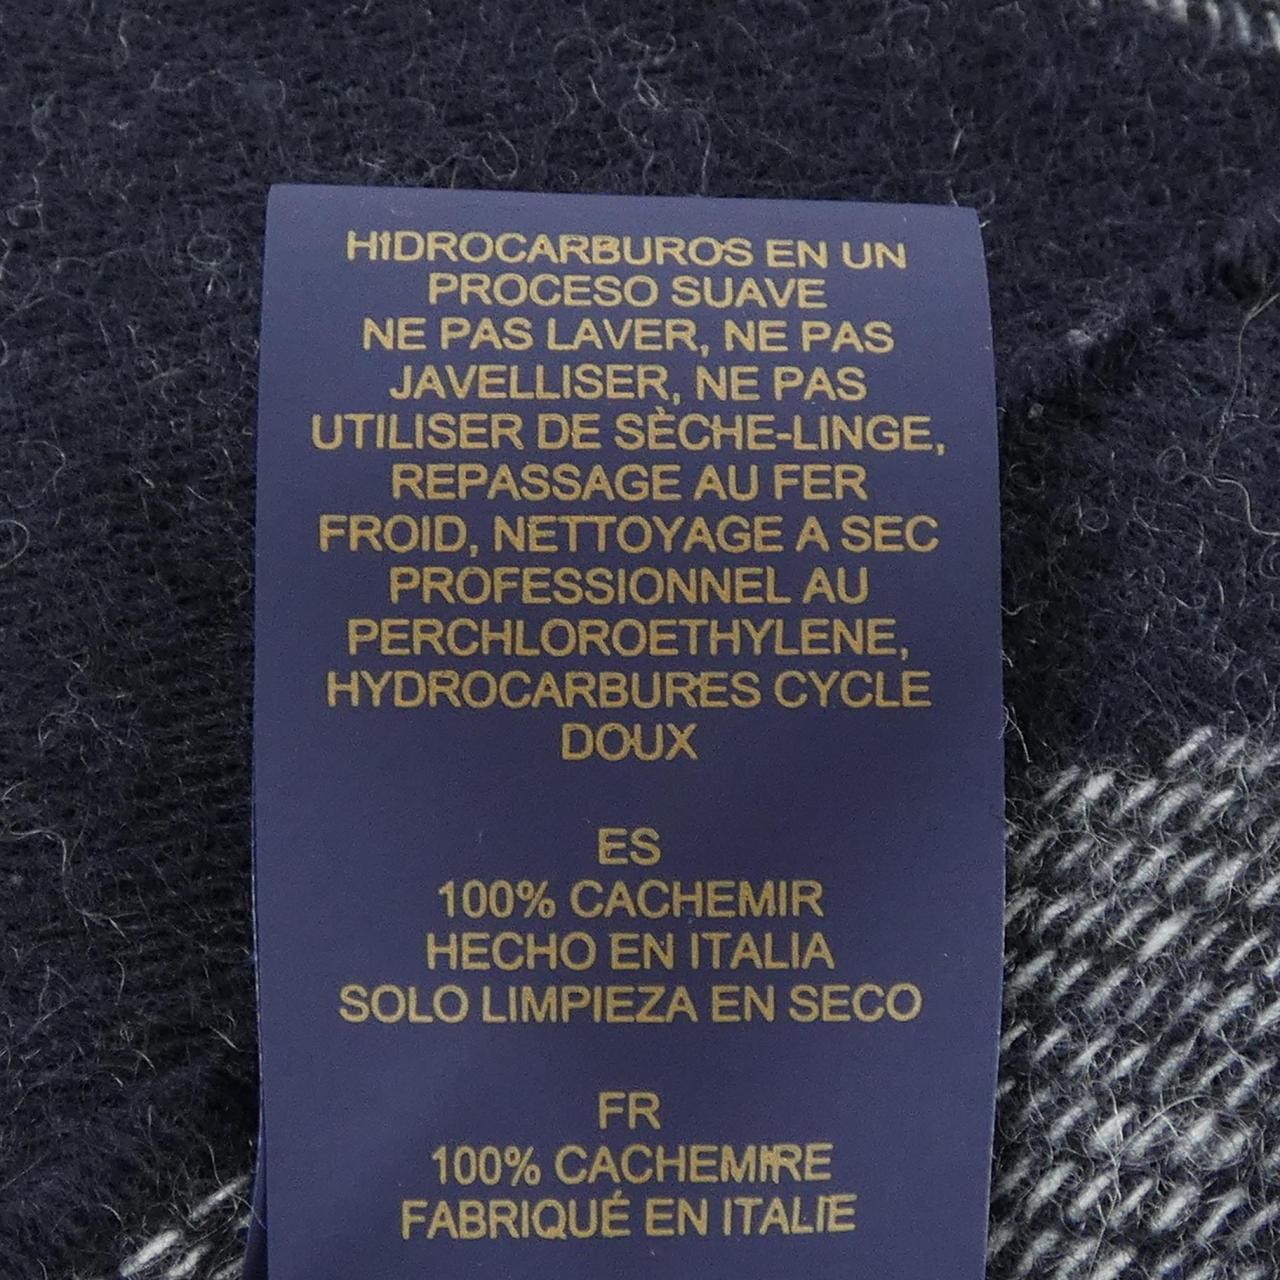 HIDROCARBUROS EN UN
PROCESO SUAVE
NE PAS LAVER, NE PAS
JAVELLISER, NE PAS
UTILISER DE SÈCHE-LINGE,
REPASSAGE AU FER
FROID, NETTOYAGE A SEC
PROFESSIONNEL AU
PERCHLOROETHYLENE,
HYDROCARBURES CYCLE
DOUX
ES
100% CACHEMIR
HECHO EN ITALIA
SOLO LIMPIEZA EN SECO
FR
100% CACHEMIRE
FABRIQUÉ EN ITALIE